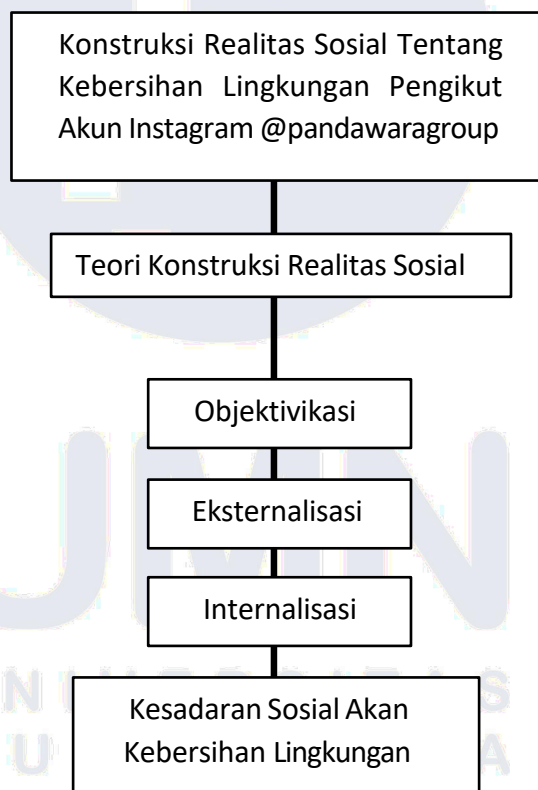 Konstruksi Realitas Sosial Tentang
Kebersihan Lingkungan Pengikut
Akun Instagram @pandawaragroup
Teori Konstruksi Realitas Sosial
Objektivikasi
Eksternalisasi
Internalisasi
Kesadaran Sosial Akan
Kebersihan Lingkungan